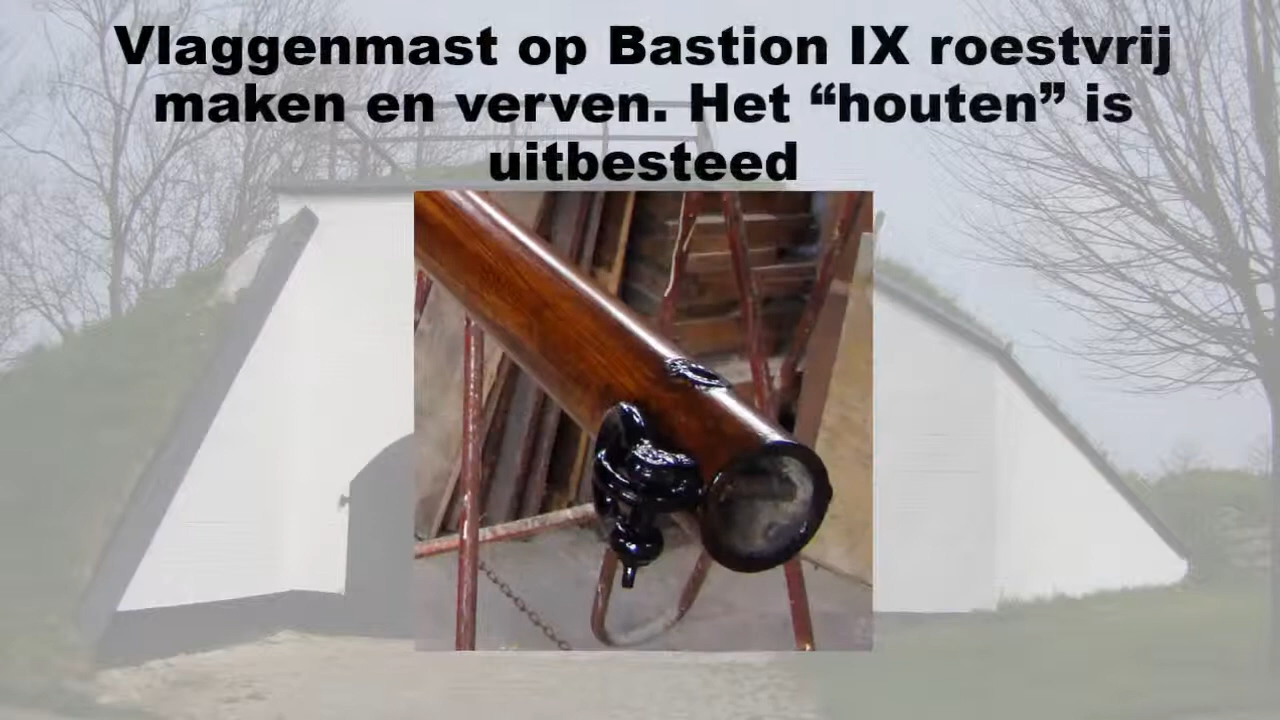 Vlaggenmast op Bastion IX roestvrij
maken en verven. Het “houten” is
uitbesteed